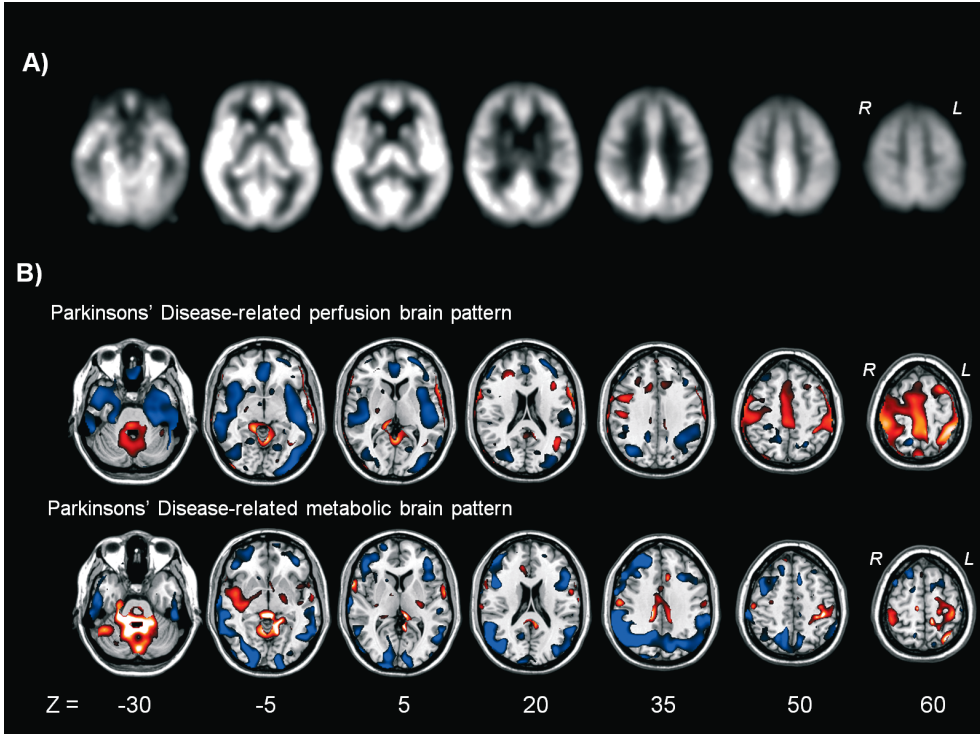 A)
R L
B)
Parkinsons' Disease-related perfusion brain pattern
R L
Parkinsons' Disease-related metabolic brain pattern
R L
Z = -30 -5 5 20 35 50 60